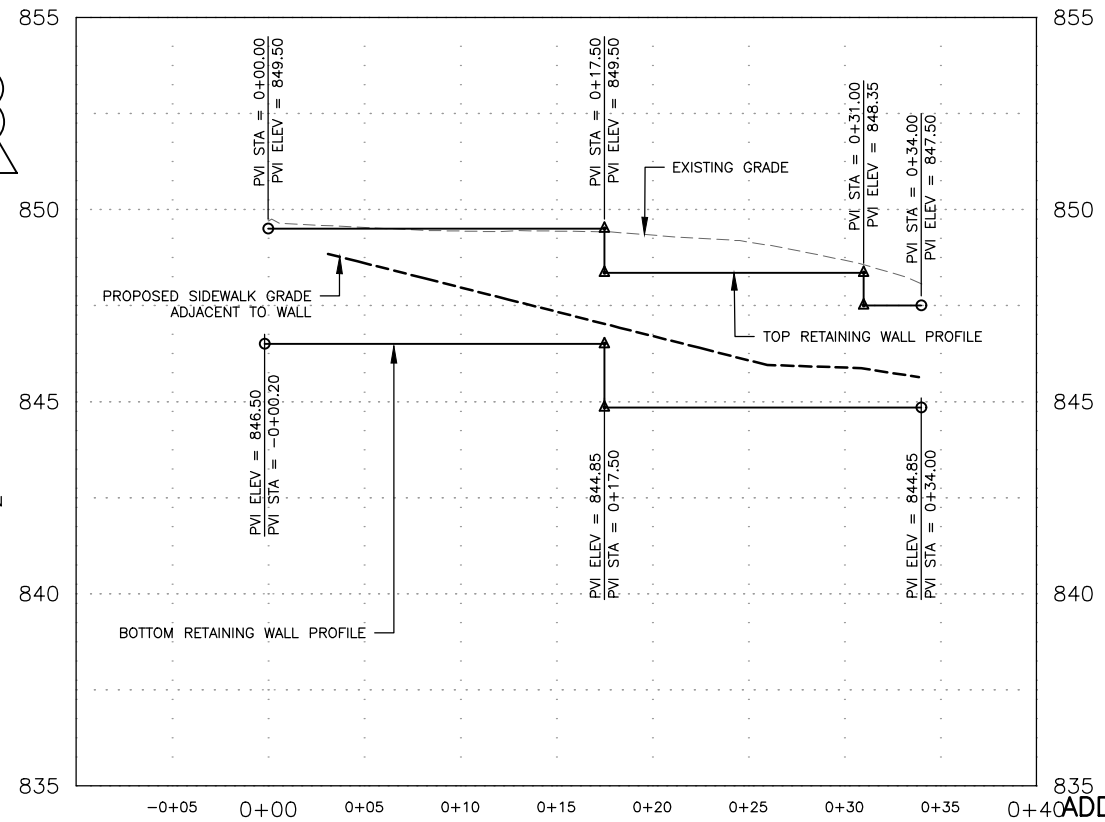 855
855
PVI STA = 0+00.00
PVI ELEV = 849.50
PVI STA = 0+17.50
PVI ELEV = 849.50
PVI STA = 0+31.00
PVI ELEV = 848.35
PVI STA = 0+34.00
PVI ELEV = 847.50
EXISTING GRADE
850
850
PROPOSED SIDEWALK GRADE
ADJACENT TO WALL
TOP RETAINING WALL PROFILE
845
845
PVI ELEV = 846.50
PVI STA = -0+00.20
PVI ELEV = 844.85
PVI STA = 0+17.50
PVI ELEV = 844.85
PVI STA = 0+34.00
840
840
BOTTOM RETAINING WALL PROFILE
835
835
-0+05
0+00
0+05
0+10
0+15
0+20
0+25
0+30
0+35
0+40